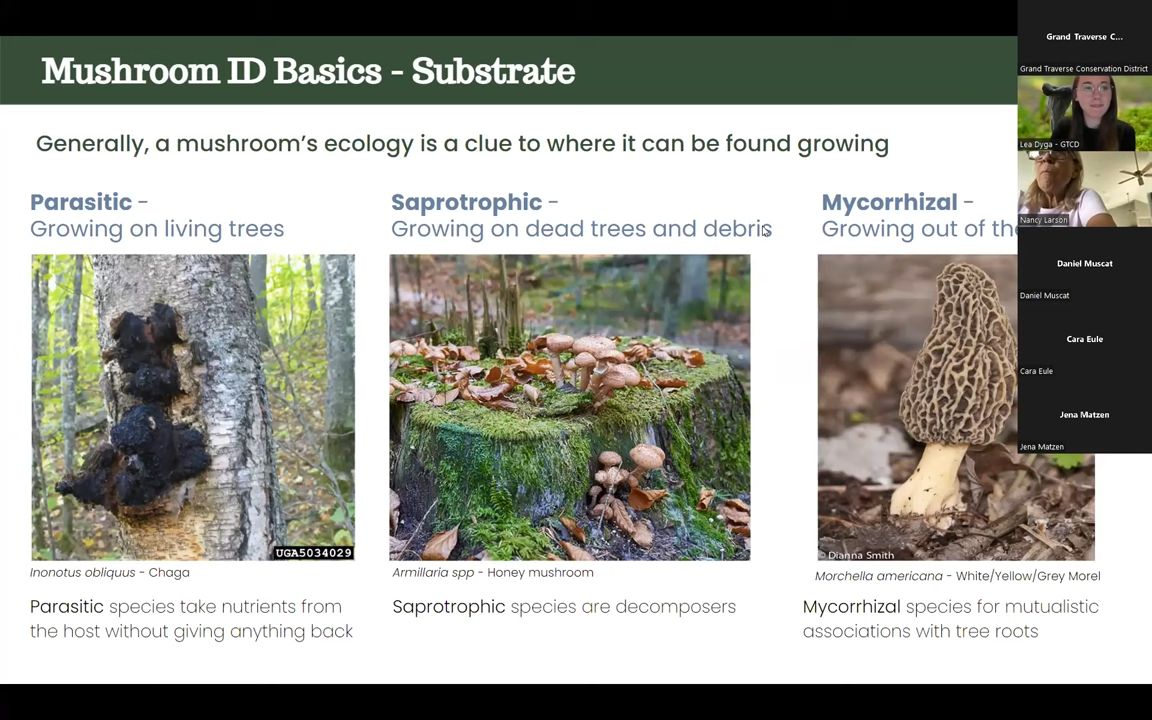 Mushroom ID Basics - Substrate
Generally, a mushroom's ecology is a clue to where it can be found growing
Parasitic -
Growing on living trees
Saprotrophic -
Growing on dead trees and debris
Mycorrhizal -
Growing out of
UGA5034029
© Dianna Smith
Inonotus obliquus - Chaga
Armillaria spp - Honey mushroom
Morchella americana - White/Yellow/Grey Morel
Parasitic species take nutrients from
the host without giving anything back
Saprotrophic species are decomposers
Mycorrhizal species for mutualistic
associations with tree roots
Grand Traverse C...
Grand Traverse Conservation District
Lea Dyga - GTCD
Nancy Larson
Daniel Muscat
Daniel Muscat
Cara Eule
Cara Eule
Jena Matzen
Jena Matzen